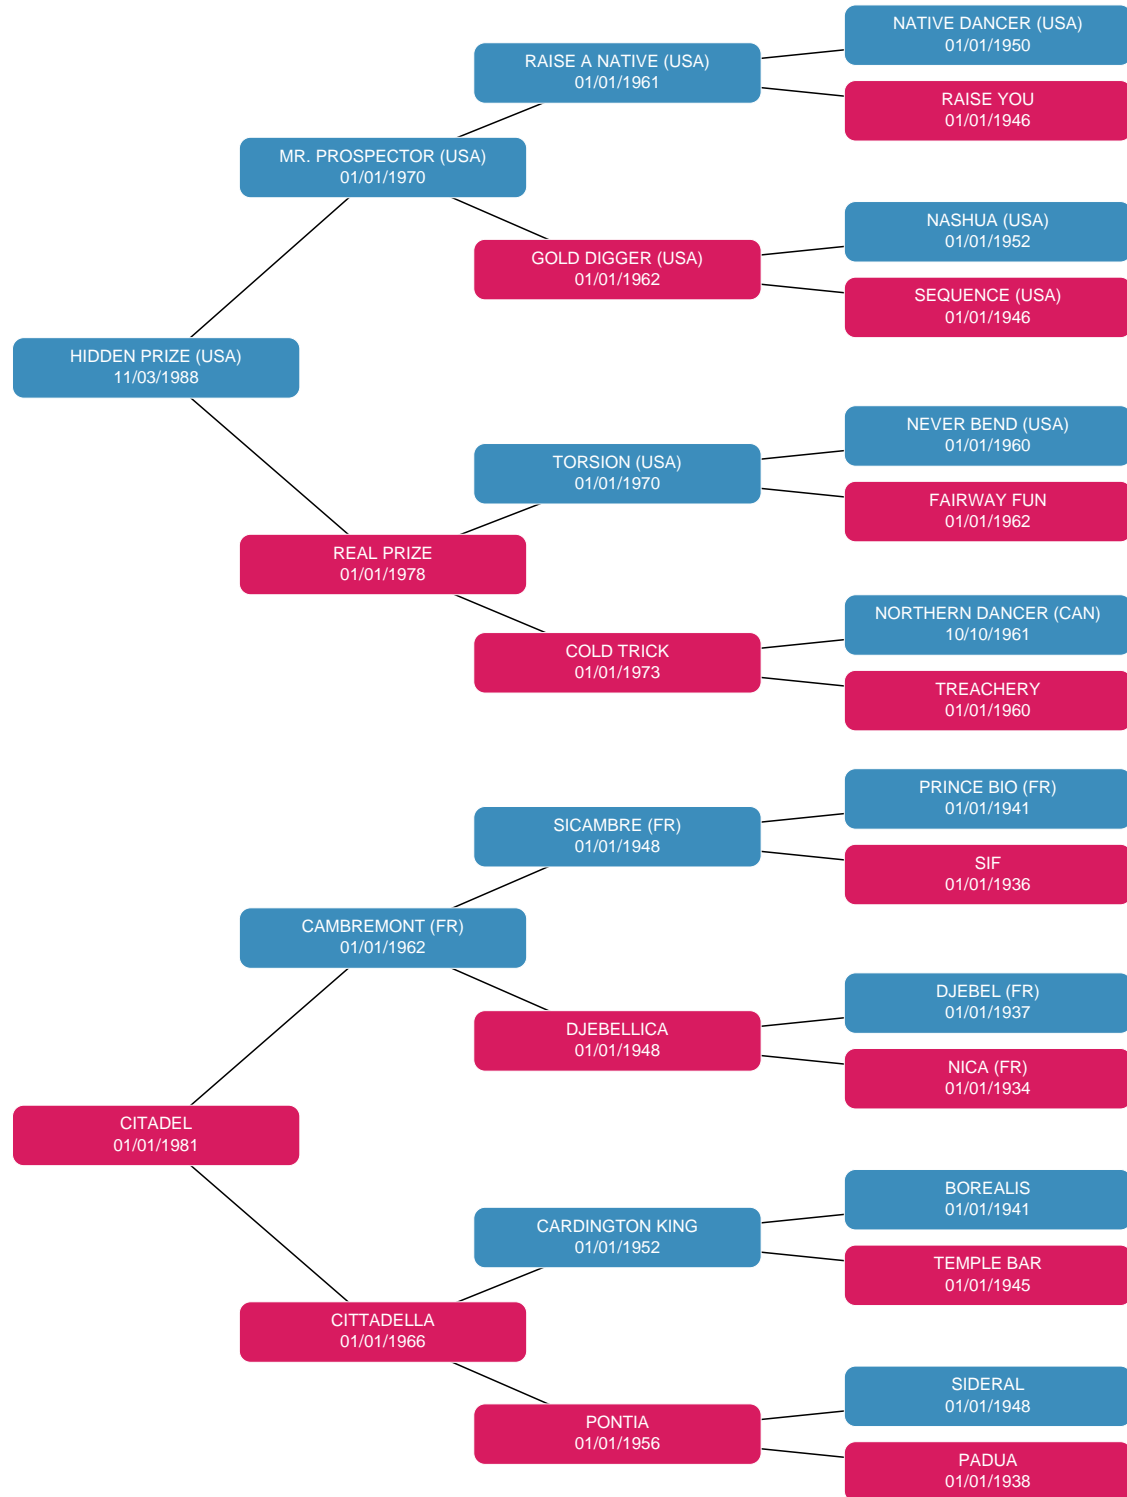 NATIVE DANCER (USA)
01/01/1950
RAISE A NATIVE (USA)
01/01/1961
RAISE YOU
01/01/1946
MR. PROSPECTOR (USA)
01/01/1970
NASHUA (USA)
01/01/1952
GOLD DIGGER (USA)
01/01/1962
SEQUENCE (USA)
01/01/1946
HIDDEN PRIZE (USA)
11/03/1988
NEVER BEND (USA)
01/01/1960
TORSION (USA)
01/01/1970
FAIRWAY FUN
01/01/1962
REAL PRIZE
01/01/1978
NORTHERN DANCER (CAN)
10/10/1961
COLD TRICK
01/01/1973
TREACHERY
01/01/1960
PRINCE BIO (FR)
01/01/1941
SICAMBRE (FR)
01/01/1948
SIF
01/01/1936
CAMBREMONT (FR)
01/01/1962
DJEBEL (FR)
01/01/1937
DJEBELLICA
01/01/1948
NICA (FR)
01/01/1934
CITADEL
01/01/1981
BOREALIS
01/01/1941
CARDINGTON KING
01/01/1952
TEMPLE BAR
01/01/1945
CITTADELLA
01/01/1966
SIDERAL
01/01/1948
PONTIA
01/01/1956
PADUA
01/01/1938